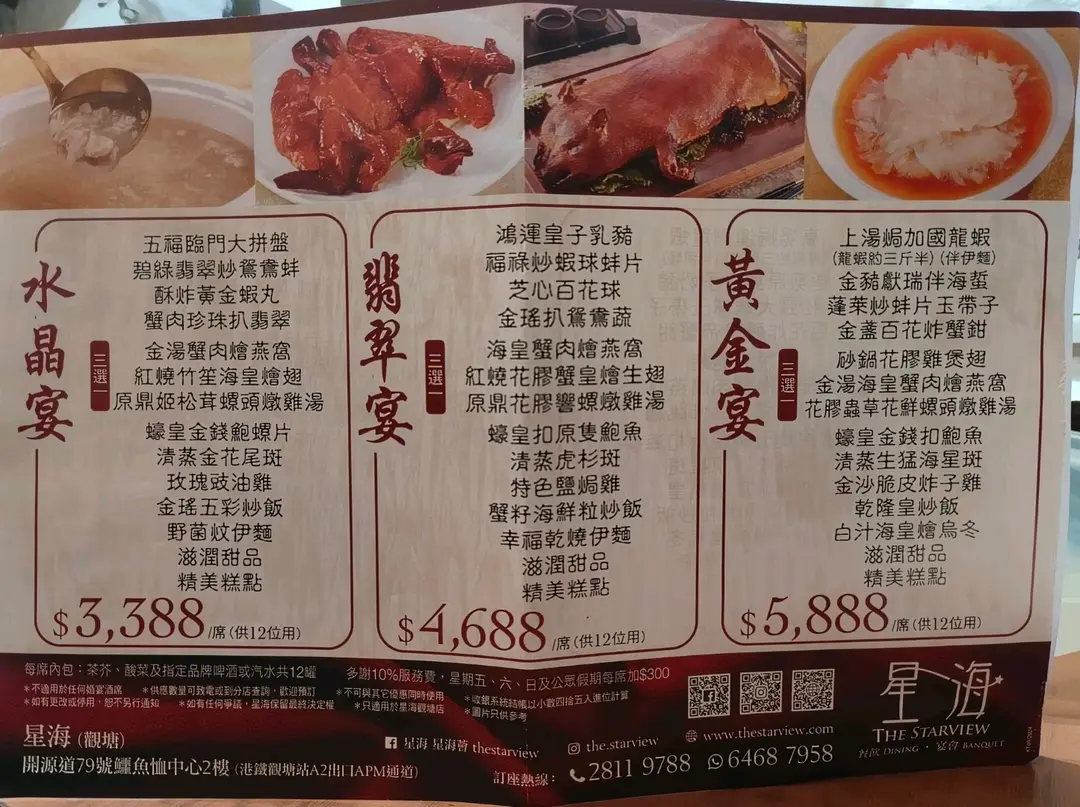 水晶宴
五福臨門大拼盤
碧綠翡翠炒鴛鴦蚌
酥炸黃金蝦丸
蟹肉珍珠扒翡翠
三選一
金湯蟹肉燴燕窩
紅燒竹笙海皇燴翅
原鼎姬松茸螺頭燉雞湯
蠔皇金錢鮑螺片
清蒸金花尾斑
玫瑰豉油雞
金瑤五彩炒飯
野菌炆伊麵
滋潤甜品
精美糕點
$3,388/席(供12位用)
翡翠宴
鴻運皇子乳豬
福祿炒蝦球蚌片
芝心百花球
金瑤扒鴛鴦蔬
三選一
海皇蟹肉燴燕窩
紅燒花膠蟹皇燴生翅
原鼎花膠響螺燉雞湯
蠔皇扣原隻鮑魚
清蒸虎杉斑
特色鹽焗雞
蟹籽海鮮粒炒飯
幸福乾燒伊麵
滋潤甜品
精美糕點
$4,688/席(供12位用)
黃金宴
上湯焗加國龍蝦
(龍蝦約三斤半)(伴伊麵)
金豬獻瑞伴海蜇
蓬萊炒蚌片玉帶子
金盞百花炸蟹鉗
三選一
砂鍋花膠雞煲翅
金湯海皇蟹肉燴燕窩
花膠蟲草花鮮螺頭燉雞湯
蠔皇金錢扣鮑魚
清蒸生猛海星斑
金沙脆皮炸子雞
乾隆皇炒飯
白汁海皇燴烏冬
滋潤甜品
精美糕點
$5,888/席(供12位用)
每席內包：茶芥、酸菜及指定品牌啤酒或汽水共12罐 多謝10%服務費，星期五、六、日及公眾假期每席加$300
*不適用於任何婚宴酒席 *供應數量可致電或到分店查詢，歡迎預訂 *不可與其它優惠同時使用 *收銀系統結帳以小數四捨五入進位計算
*如有更改或停用，恕不另行通知 *如有任何爭議，星海保留最終決定權 *只適用於星海觀塘店 *圖片只供參考
星海(觀塘)
開源道79號鱷魚恤中心2樓(港鐵觀塘站A2出口APM通道)
星海 星海薈 thestarview
the.starview
www.thestarview.com
訂座熱線：2811 9788 6468 7958
星海
THE STARVIEW
餐飲 DINING · 宴會 BANQUET